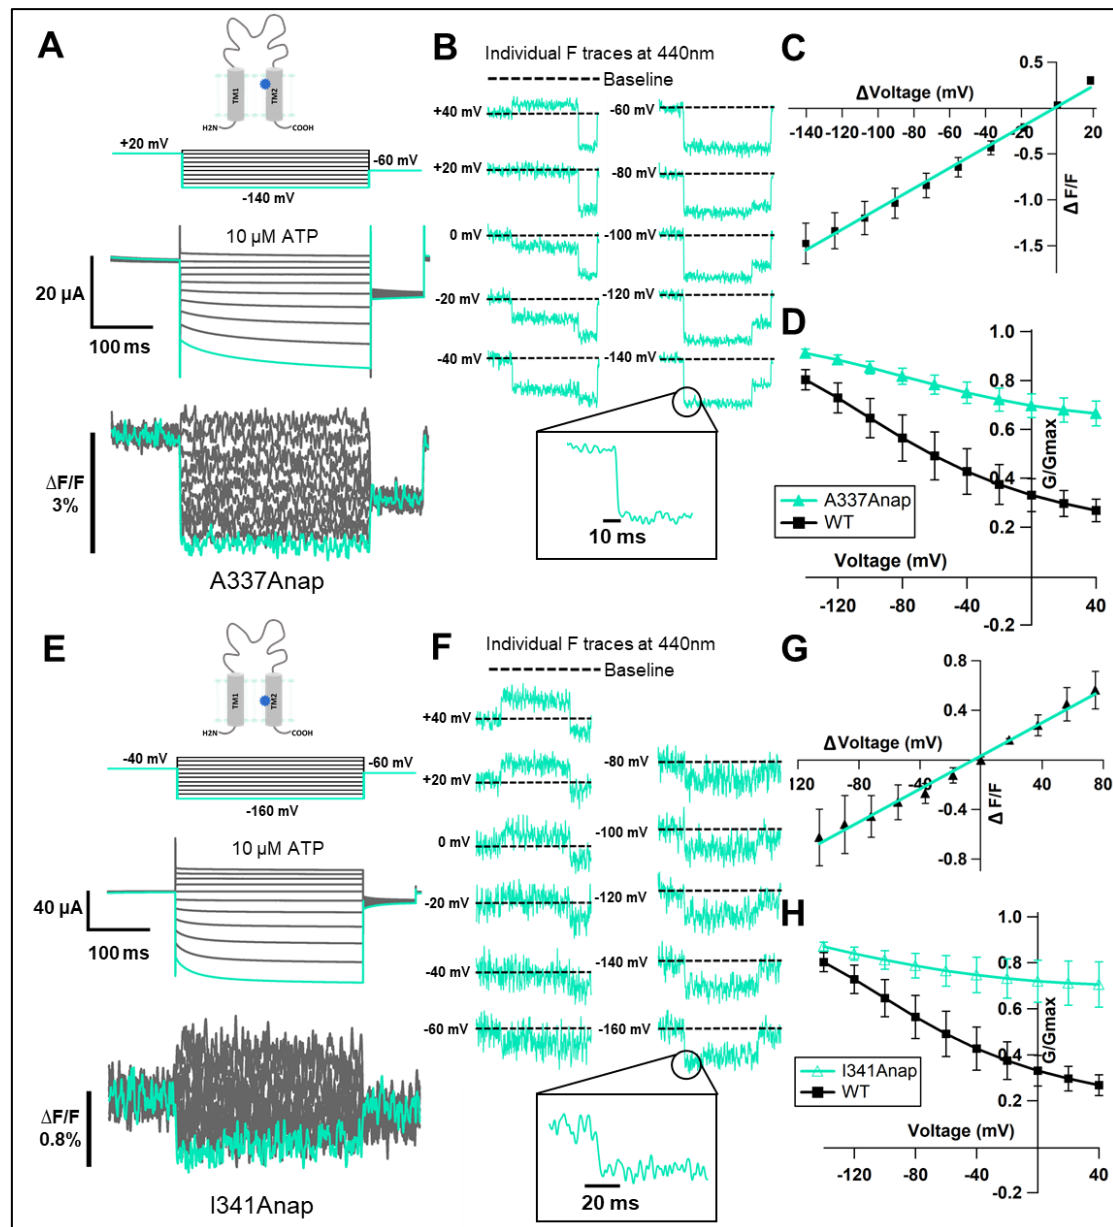 A
TM1
TM2
H2N
COOH
+20 mV
-60 mV
-140 mV
10 µM ATP
20 µA
100 ms
ΔF/F
3%
A337Anap
B
Individual F traces at 440nm
Baseline
+40 mV
-60 mV
+20 mV
-80 mV
0 mV
-100 mV
-20 mV
-120 mV
-40 mV
-140 mV
10 ms
C
0.5
ΔVoltage (mV)
-140 -120 -100 -80 -60 -40 -20 20
-0.5
-1.0
-1.5
Δ F/F
D
1.0
0.8
0.6
0.4
0.2
-0.2
G/Gmax
A337Anap
WT
Voltage (mV)
-120 -80 -40 40
E
TM1
TM2
H2N
COOH
-40 mV
-60 mV
-160 mV
10 µM ATP
40 µA
100 ms
ΔF/F
0.8%
I341Anap
F
Individual F traces at 440nm
Baseline
+40 mV
+20 mV
-80 mV
0 mV
-100 mV
-20 mV
-120 mV
-40 mV
-140 mV
-60 mV
-160 mV
20 ms
G
0.8
0.4
ΔVoltage (mV)
120 -80 -40 40 80
-0.4
-0.8
Δ F/F
H
1.0
0.8
0.6
0.4
0.2
-0.2
G/Gmax
I341Anap
WT
Voltage (mV)
-120 -80 -40 40